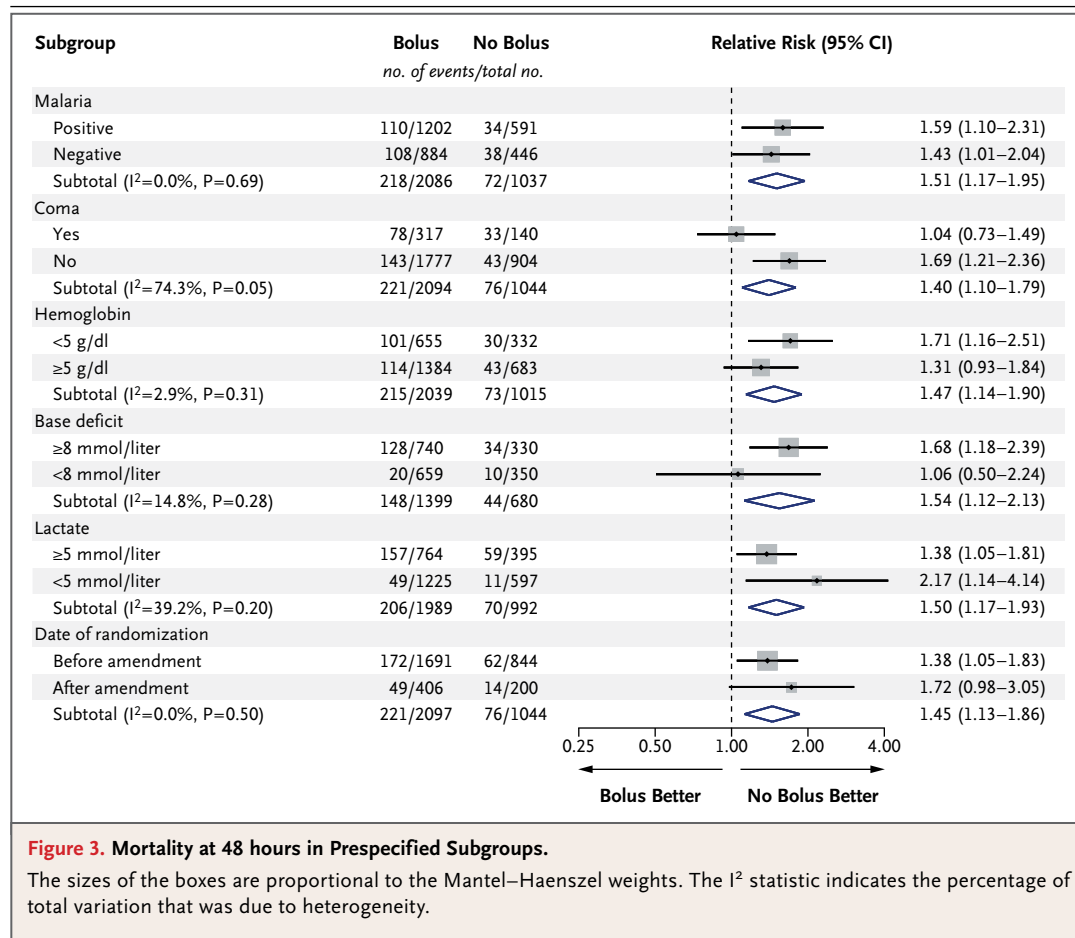 Subgroup Bolus No Bolus Relative Risk (95% CI)
no. of events/total no.
Malaria
Positive 110/1202 34/591 1.59 (1.10–2.31)
Negative 108/884 38/446 1.43 (1.01–2.04)
Subtotal (I²=0.0%, P=0.69) 218/2086 72/1037 1.51 (1.17–1.95)
Coma
Yes 78/317 33/140 1.04 (0.73–1.49)
No 143/1777 43/904 1.69 (1.21–2.36)
Subtotal (I²=74.3%, P=0.05) 221/2094 76/1044 1.40 (1.10–1.79)
Hemoglobin
<5 g/dl 101/655 30/332 1.71 (1.16–2.51)
≥5 g/dl 114/1384 43/683 1.31 (0.93–1.84)
Subtotal (I²=2.9%, P=0.31) 215/2039 73/1015 1.47 (1.14–1.90)
Base deficit
≥8 mmol/liter 128/740 34/330 1.68 (1.18–2.39)
<8 mmol/liter 20/659 10/350 1.06 (0.50–2.24)
Subtotal (I²=14.8%, P=0.28) 148/1399 44/680 1.54 (1.12–2.13)
Lactate
≥5 mmol/liter 157/764 59/395 1.38 (1.05–1.81)
<5 mmol/liter 49/1225 11/597 2.17 (1.14–4.14)
Subtotal (I²=39.2%, P=0.20) 206/1989 70/992 1.50 (1.17–1.93)
Date of randomization
Before amendment 172/1691 62/844 1.38 (1.05–1.83)
After amendment 49/406 14/200 1.72 (0.98–3.05)
Subtotal (I²=0.0%, P=0.50) 221/2097 76/1044 1.45 (1.13–1.86)
0.25 0.50 1.00 2.00 4.00
Bolus Better No Bolus Better
Figure 3. Mortality at 48 hours in Prespecified Subgroups.
The sizes of the boxes are proportional to the Mantel–Haenszel weights. The I² statistic indicates the percentage of
total variation that was due to heterogeneity.